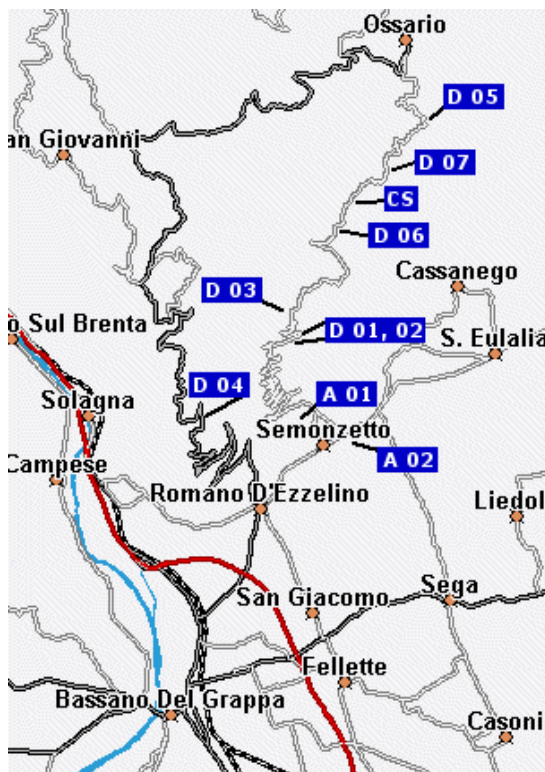 Ossario
D 05
an Giovanni
D 07
CS
D 06
Cassanego
D 03
o Sul Brenta
D 01, 02
S. Eulalia
D 04
A 01
Solagna
Semonzetto
Campese
A 02
Romano D'Ezzelino
Liedol
Sega
San Giacomo
Fellette
Bassano Del Grappa
Casoni